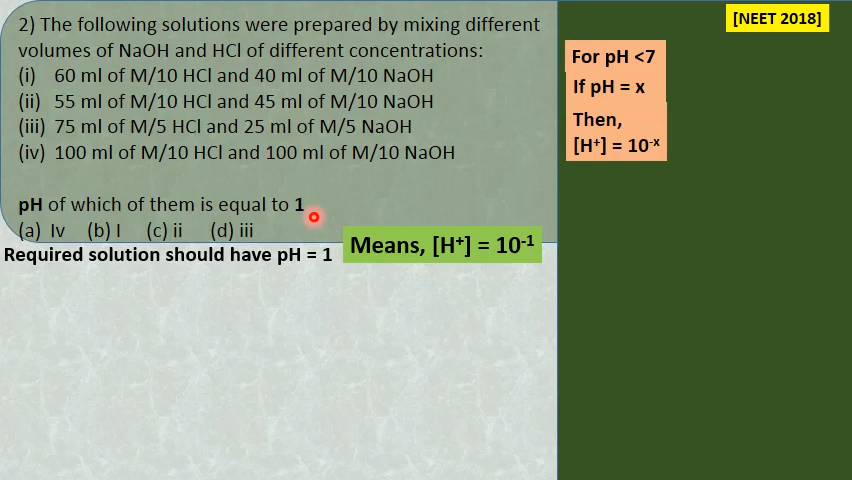 2) The following solutions were prepared by mixing different
volumes of NaOH and HCl of different concentrations:
(i) 60 ml of M/10 HCl and 40 ml of M/10 NaOH
(ii) 55 ml of M/10 HCl and 45 ml of M/10 NaOH
(iii) 75 ml of M/5 HCl and 25 ml of M/5 NaOH
(iv) 100 ml of M/10 HCl and 100 ml of M/10 NaOH
pH of which of them is equal to 1
(a) Iv (b) I (c) ii (d) iii
Required solution should have pH = 1
Means, [H⁺] = 10⁻¹
[NEET 2018]
For pH <7
If pH = x
Then,
[H⁺] = 10⁻ˣ